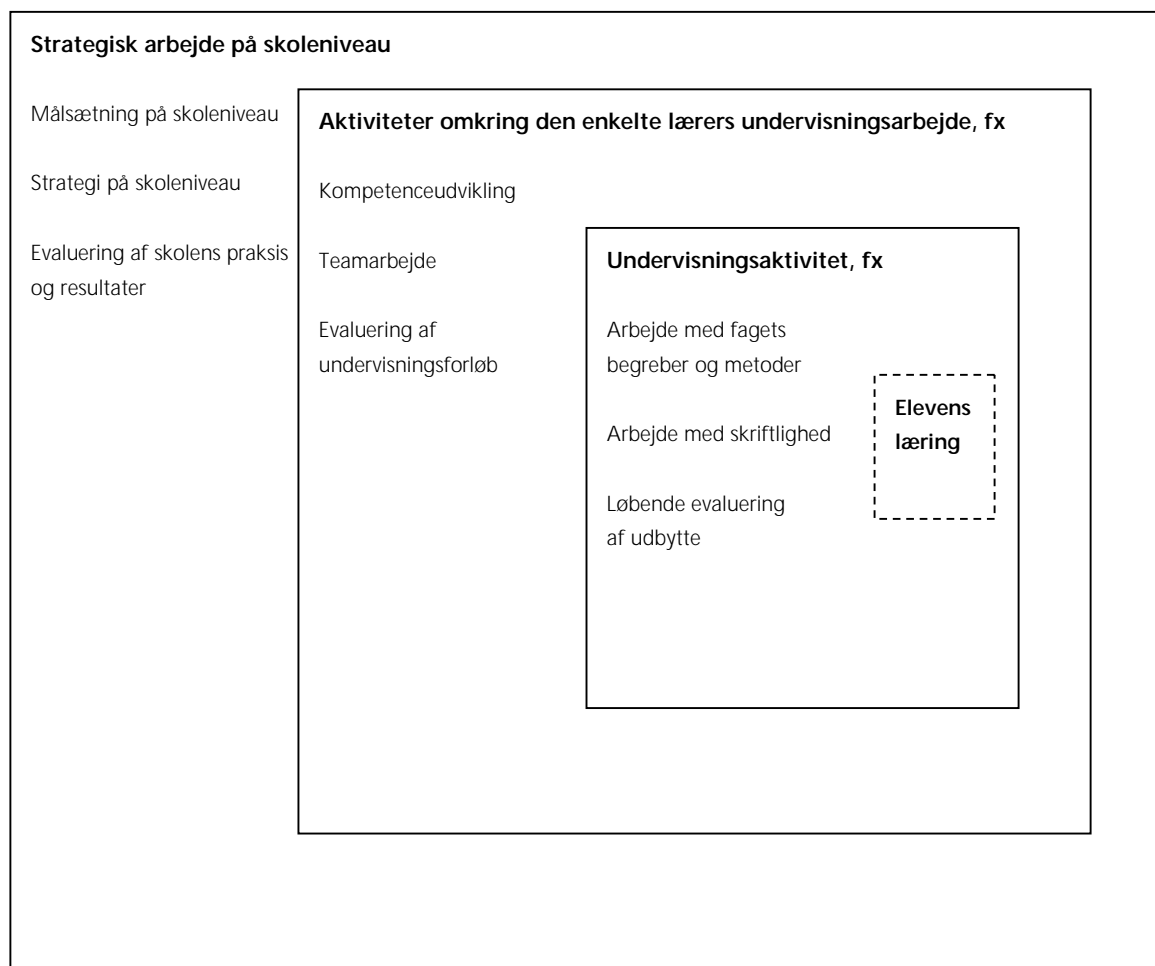 Strategisk arbejde på skoleniveau
Målsætning på skoleniveau
Strategi på skoleniveau
Evaluering af skolens praksis
og resultater
Aktiviteter omkring den enkelte lærers undervisningsarbejde, fx
Kompetenceudvikling
Teamarbejde
Evaluering af
undervisningsforløb
Undervisningsaktivitet, fx
Arbejde med fagets
begreber og metoder
Arbejde med skriftlighed
Løbende evaluering
af udbytte
Elevens
læring